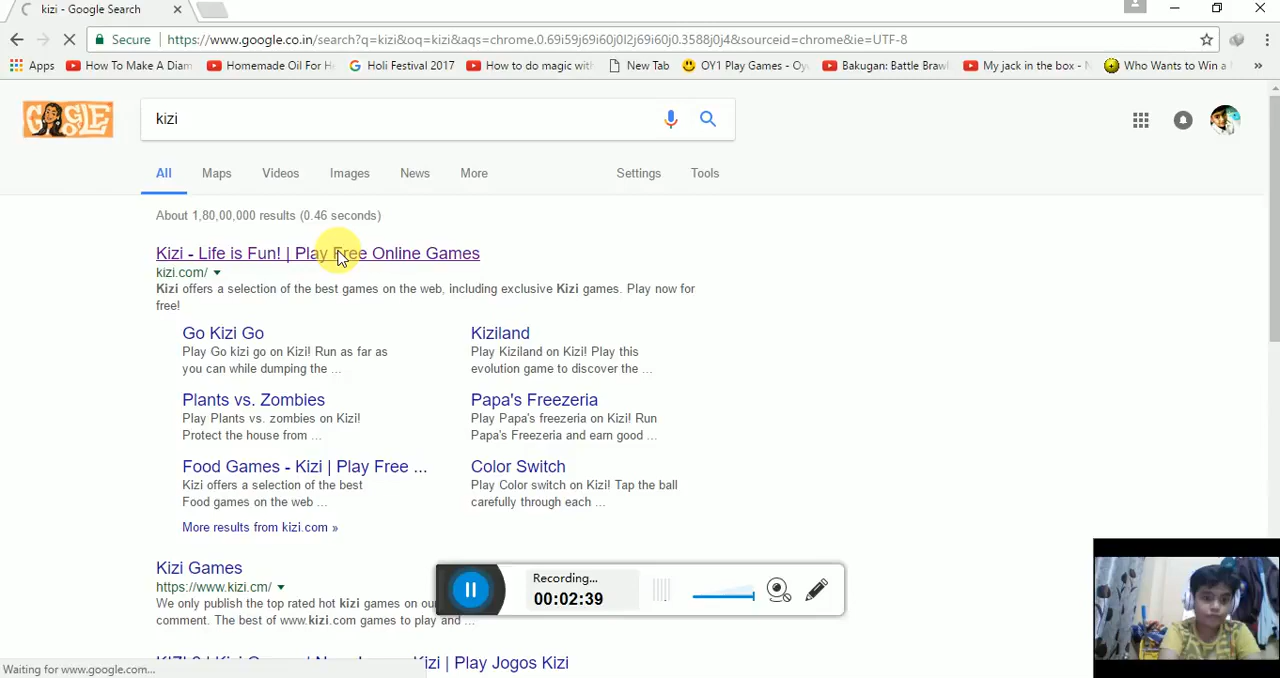 kizi - Google Search
Secure https://www.google.co.in/search?q=kizi&oq=kizi&aqs=chrome.0.69i59j69i60j0l2j69i60j0.3588j0j4&sourceid=chrome&ie=UTF-8
Apps How To Make A Diam Homemade Oil For H Holi Festival 2017 How to do magic wit New Tab OY1 Play Games - Oy Bakugan: Battle Braw My jack in the box - Who Wants to Win a
GOOGLE kizi
All Maps Videos Images News More Settings Tools
About 1,80,00,000 results (0.46 seconds)
Kizi - Life is Fun! | Play Free Online Games
kizi.com/
Kizi offers a selection of the best games on the web, including exclusive Kizi games. Play now for
free!
Go Kizi Go
Play Go kizi go on Kizi! Run as far as
you can while dumping the ...
Kiziland
Play Kiziland on Kizi! Play this
evolution game to discover the ...
Plants vs. Zombies
Play Plants vs. zombies on Kizi!
Protect the house from ...
Papa's Freezeria
Play Papa's freezeria on Kizi! Run
Papa's Freezeria and earn good ...
Food Games - Kizi | Play Free ...
Kizi offers a selection of the best
Food games on the web ...
Color Switch
Play Color switch on Kizi! Tap the ball
carefully through each ...
More results from kizi.com »
Kizi Games
https://www.kizi.cm/
We only publish the top rated hot kizi games on ou
comment. The best of www.kizi.com games to play and ...
Kizi | Play Jogos Kizi
Recording...
00:02:39
Waiting for www.google.com...